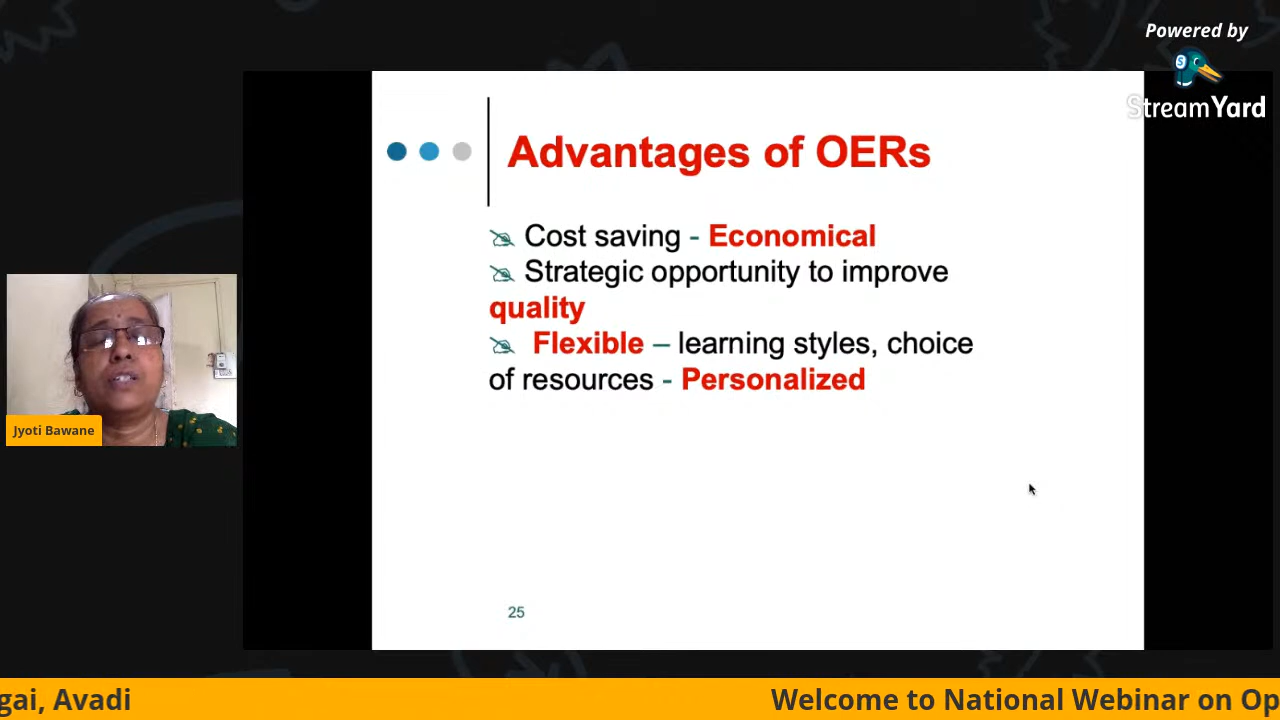 Powered by
StreamYard
Advantages of OERs
Cost saving - Economical
Strategic opportunity to improve
quality
Flexible – learning styles, choice
of resources - Personalized
25
Jyoti Bawane
gai, Avadi
Welcome to National Webinar on Op